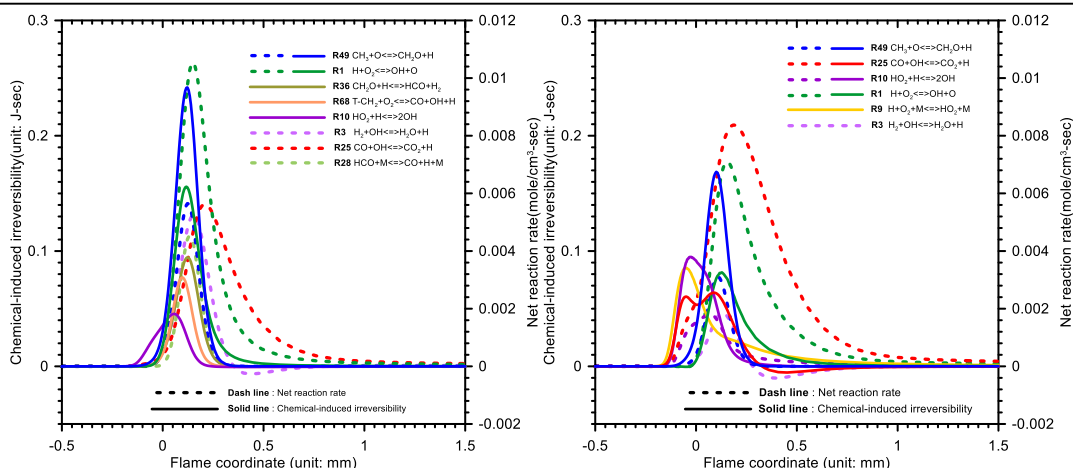 0.3
0.2
0.1
0
0.012
0.01
0.008
0.006
0.004
0.002
0
-0.002
-0.5
0
0.5
1
1.5
Chemical-induced irreversibility(unit: J-sec)
Net reaction rate(mole/cm³-sec)
Flame coordinate (unit: mm)
R49 CH₃+O<=>CH₂O+H
R1 H+O₂<=>OH+O
R36 CH₂O+H<=>HCO+H₂
R68 T-CH₂+O₂<=>CO+OH+H
R10 HO₂+H<=>2OH
R3 H₂+OH<=>H₂O+H
R25 CO+OH<=>CO₂+H
R28 HCO+M<=>CO+H+M
Dash line : Net reaction rate
Solid line : Chemical-induced irreversibility
0.3
0.2
0.1
0
0.012
0.01
0.008
0.006
0.004
0.002
0
-0.002
-0.5
0
0.5
1
1.5
Chemical-induced irreversibility(unit: J-sec)
Net reaction rate(mole/cm³-sec)
Flame coordinate (unit: mm)
R49 CH₃+O<=>CH₂O+H
R25 CO+OH<=>CO₂+H
R10 HO₂+H<=>2OH
R1 H+O₂<=>OH+O
R9 H+O₂+M<=>HO₂+M
R3 H₂+OH<=>H₂O+H
Dash line : Net reaction rate
Solid line : Chemical-induced irreversibility